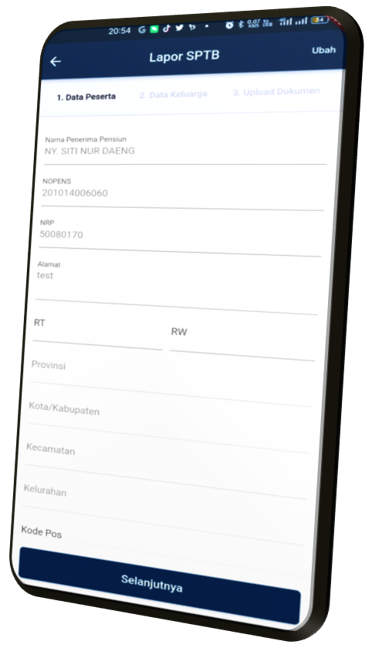 20:54
Lapor SPTB
Ubah
1. Data Peserta 2. Data Keluarga 3. Upload Dokumen
Nama Penerima Pensiun
NY. SITI NUR DAENG
NOPENS
201014006060
NRP
50080170
Alamat
test
RT
RW
Provinsi
Kota/Kabupaten
Kecamatan
Kelurahan
Kode Pos
Selanjutnya